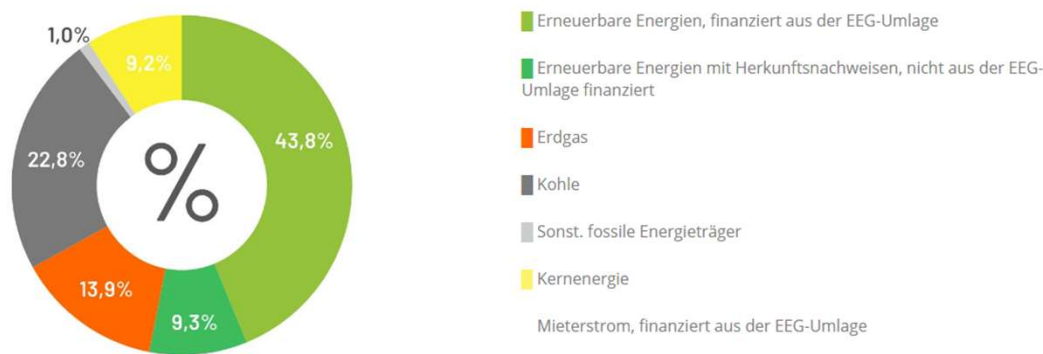 1,0%
9,2%
43,8%
22,8%
%
13,9%
9,3%
Erneuerbare Energien, finanziert aus der EEG-Umlage
Erneuerbare Energien mit Herkunftsnachweisen, nicht aus der EEG-
Umlage finanziert
Erdgas
Kohle
Sonst. fossile Energieträger
Kernenergie
Mieterstrom, finanziert aus der EEG-Umlage